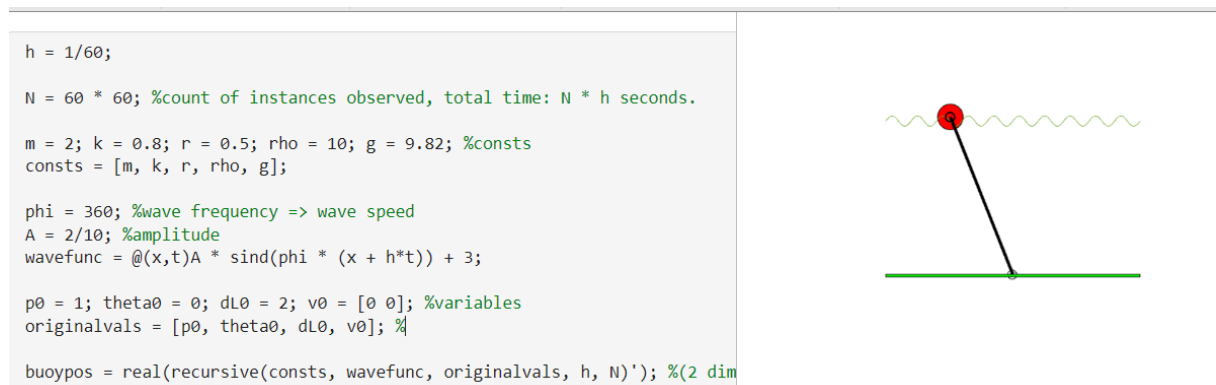 h = 1/60;
N = 60 * 60; %count of instances observed, total time: N * h seconds.
m = 2; k = 0.8; r = 0.5; rho = 10; g = 9.82; %consts
consts = [m, k, r, rho, g];
phi = 360; %wave frequency => wave speed
A = 2/10; %amplitude
wavefunc = @(x,t)A * sind(phi * (x + h*t)) + 3;
p0 = 1; theta0 = 0; dL0 = 2; v0 = [0 0]; %variables
originalvals = [p0, theta0, dL0, v0]; %
buoypos = real(recursive(consts, wavefunc, originalvals, h, N)'); %(2 dim